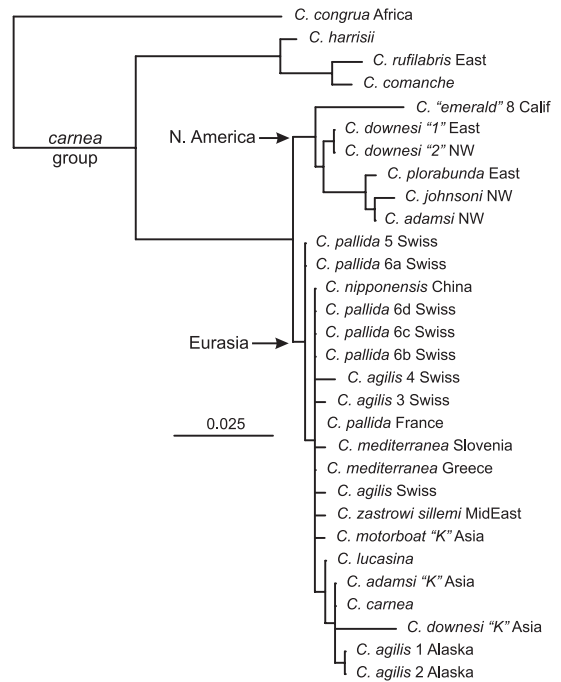 C. congrua Africa
C. harrisii
C. rufilabris East
C. comanche
C. “emerald” 8 Calif
N. America
C. downesi “1” East
carnea
group
C. downesi “2” NW
C. plorabunda East
C. johnsoni NW
C. adamsi NW
C. pallida 5 Swiss
C. pallida 6a Swiss
C. nipponensis China
C. pallida 6d Swiss
C. pallida 6c Swiss
Eurasia
C. pallida 6b Swiss
C. agilis 4 Swiss
C. agilis 3 Swiss
0.025
C. pallida France
C. mediterranea Slovenia
C. mediterranea Greece
C. agilis Swiss
C. zastrowi sillemi MidEast
C. motorboat “K” Asia
C. lucasina
C. adamsi “K” Asia
C. carnea
C. downesi “K” Asia
C. agilis 1 Alaska
C. agilis 2 Alaska